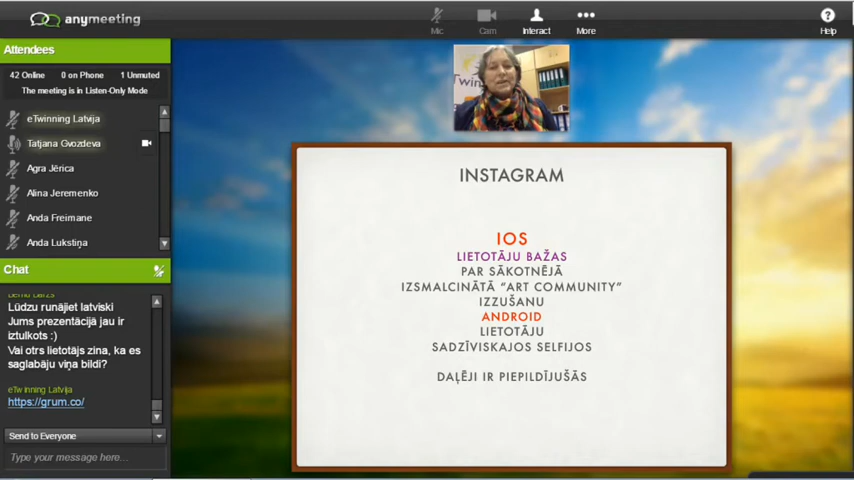 anymeeting
Mic
Cam
Interact
More
Help
Attendees
42 Online
0 on Phone
1 Unmuted
The meeting is in Listen-Only Mode
eTwinning Latvija
Tatjana Gvozdeva
Agra Jērica
Alina Jeremenko
Anda Freimane
Anda Lukstiņa
Chat
Lūdzu runājiet latviski
Jums prezentācijā jau ir
iztulkots :)
Vai otrs lietotājs zina, ka es
saglabāju viņa bildi?
eTwinning Latvija
https://grum.co/
Send to Everyone
Type your message here...
INSTAGRAM
IOS
LIETOTĀJU BAŽAS
PAR SĀKOTNĒJĀ
IZSMALCINĀTĀ “ART COMMUNITY”
IZZUŠANU
ANDROID
LIETOTĀJU
SADZĪVISKAJOS SELFIJOS
DAĻĒJI IR PIEPILDĪJUŠĀS